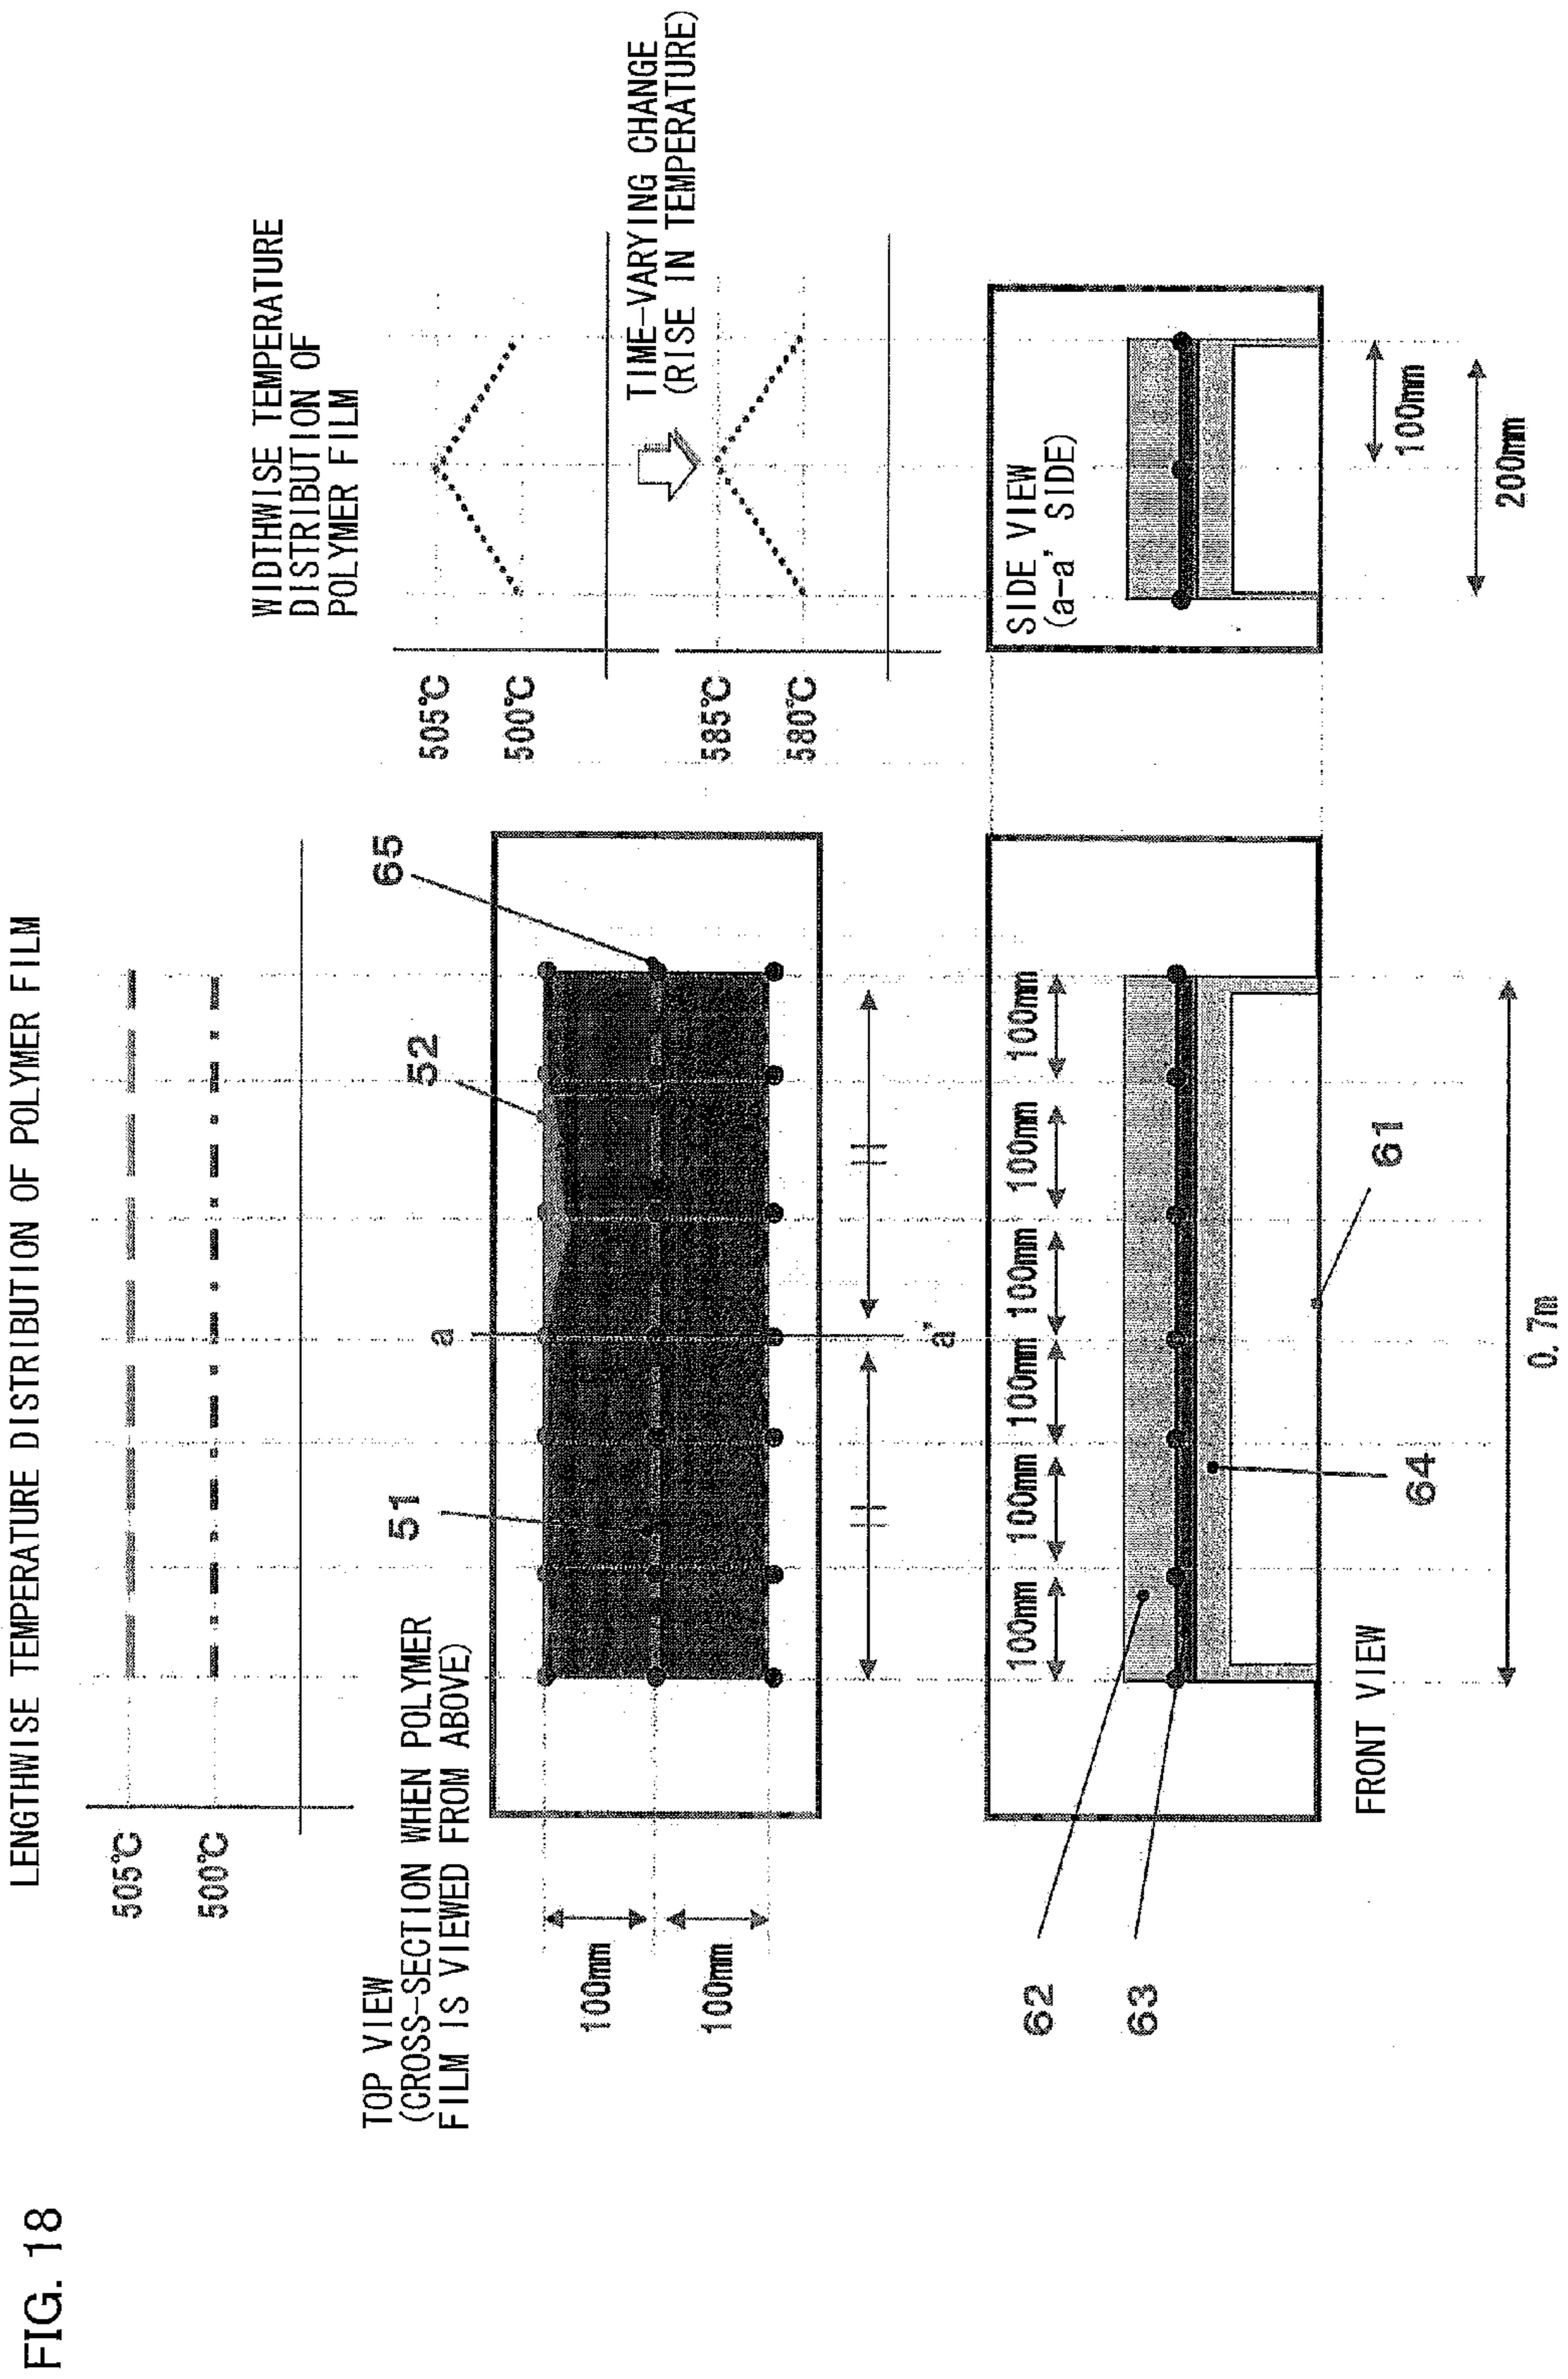 FIG. 18
LENGTHWISE TEMPERATURE DISTRIBUTION OF POLYMER FILM
505℃
500℃
WIDTHWISE TEMPERATURE
DISTRIBUTION OF
POLYMER FILM
505℃
500℃
TIME-VARYING CHANGE
(RISE IN TEMPERATURE)
585℃
580℃
TOP VIEW
(CROSS-SECTION WHEN POLYMER
FILM IS VIEWED FROM ABOVE)
51
52
65
a
a'
100mm
100mm
SIDE VIEW
(a-a' SIDE)
100mm
200mm
100mm
100mm
100mm
100mm
100mm
100mm
62
63
64
61
FRONT VIEW
0.7m